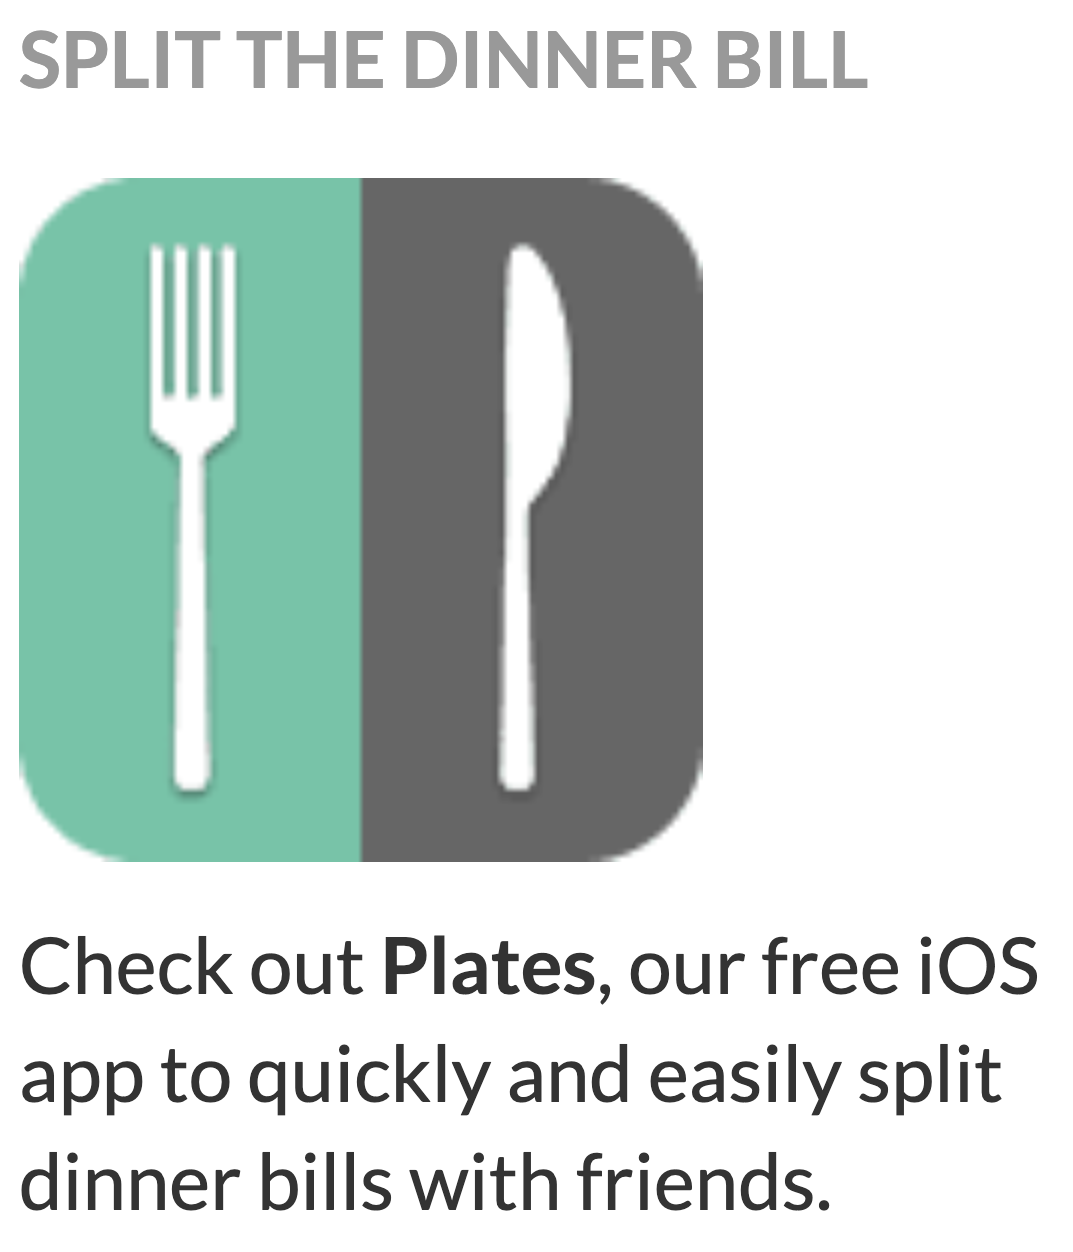 SPLIT THE DINNER BILL
Check out Plates, our free iOS
app to quickly and easily split
dinner bills with friends.